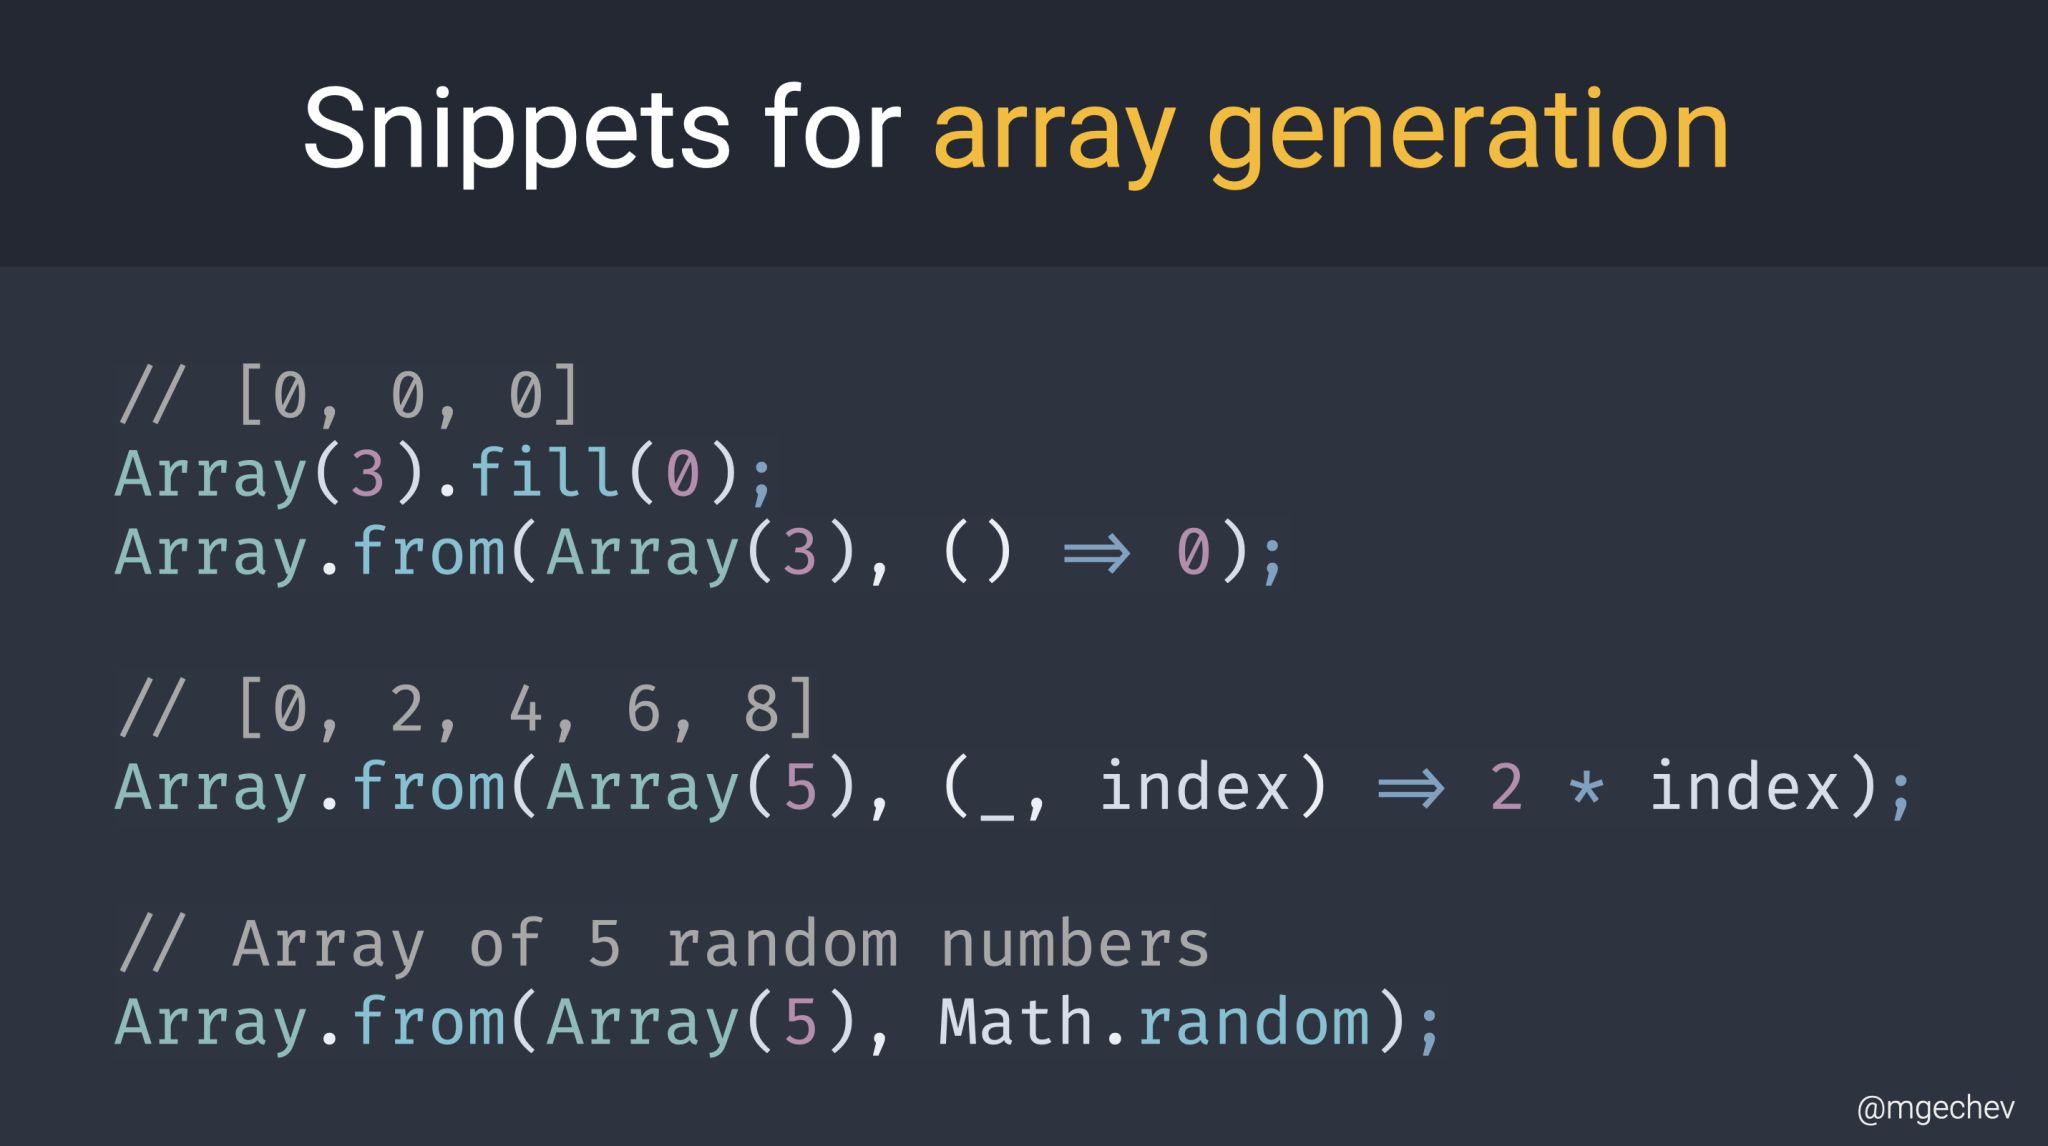 Snippets for array generation
// [0, 0, 0]
Array(3).fill(0);
Array.from(Array(3), () => 0);
// [0, 2, 4, 6, 8]
Array.from(Array(5), (_, index) => 2 * index);
// Array of 5 random numbers
Array.from(Array(5), Math.random);
@mgechev